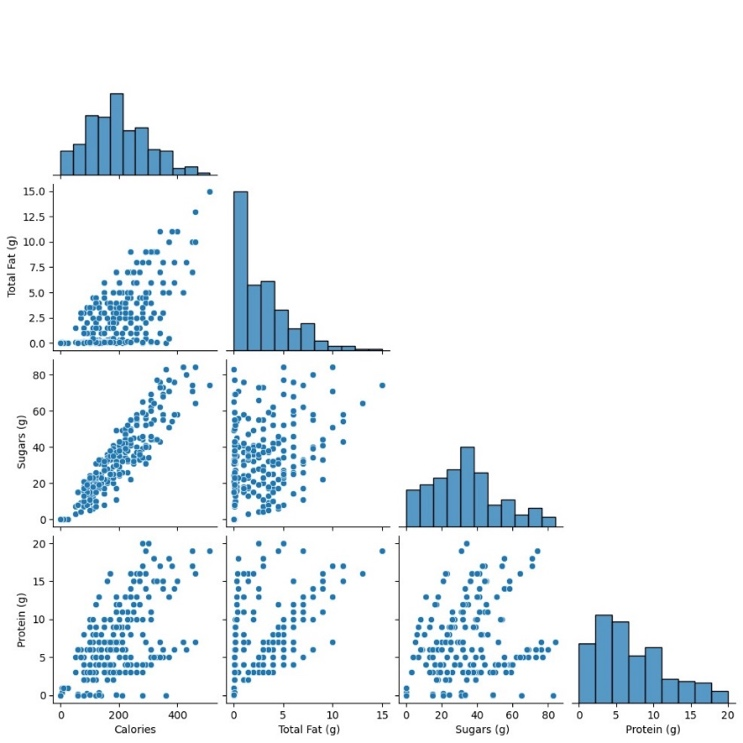 15.0
12.5
10.0
7.5
5.0
2.5
0.0
Total Fat (g)
80
60
40
20
0
Sugars (g)
20
15
10
5
0
Protein (g)
0 200 400
Calories
0 5 10 15
Total Fat (g)
0 20 40 60 80
Sugars (g)
0 5 10 15 20
Protein (g)